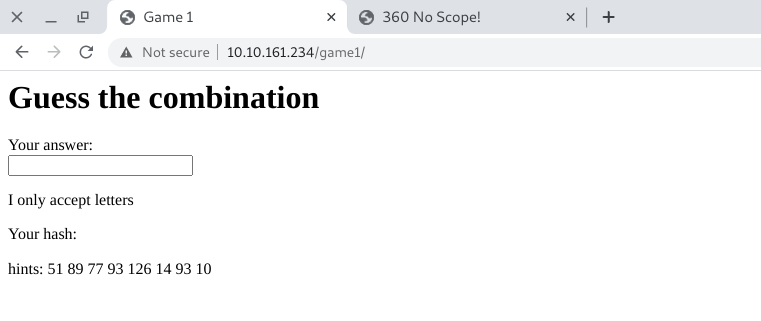 Game 1
360 No Scope!
Not secure 10.10.161.234/game1/
Guess the combination
Your answer:
I only accept letters
Your hash:
hints: 51 89 77 93 126 14 93 10